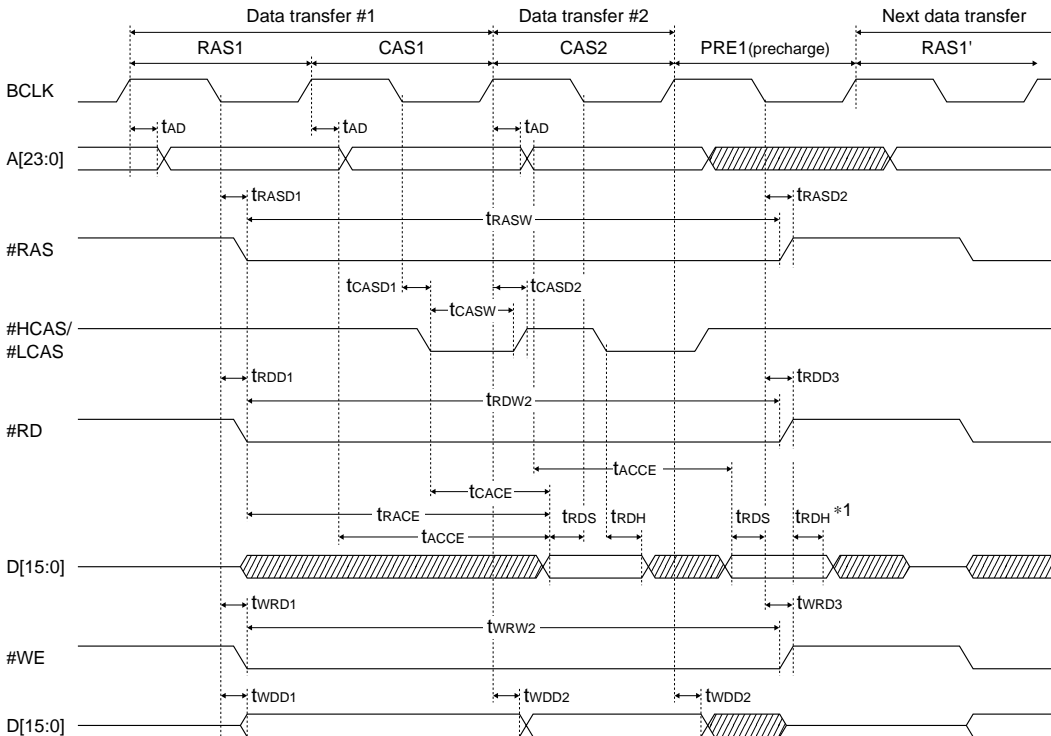 Data transfer #1 Data transfer #2 Next data transfer
RAS1 CAS1 CAS2 PRE1(precharge) RAS1'
BCLK
tAD tAD tAD
A[23:0]
tRASD1 tRASD2
tRASW
#RAS
tCASD1 tCASD2
tCASW
#HCAS/
#LCAS
tRDD1 tRDD3
tRDW2
#RD
tACCE
tCACE
tRACE tRDS tRDH tRDS tRDH *1
tACCE
D[15:0]
tWRD1 tWRD3
tWRW2
#WE
tWDD1 tWDD2 tWDD2
D[15:0]